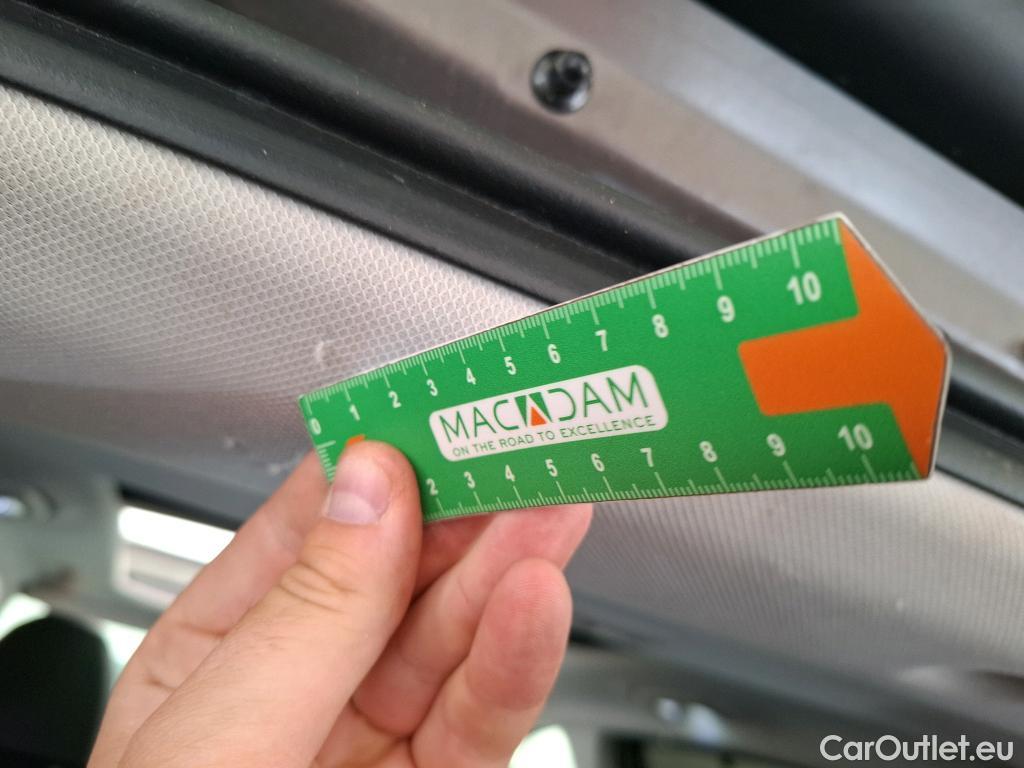 0 1 2 3 4 5 6 7 8 9 10
MACADAM
ON THE ROAD TO EXCELLENCE
2 3 4 5 6 7 8 9 10
CarOutlet.eu